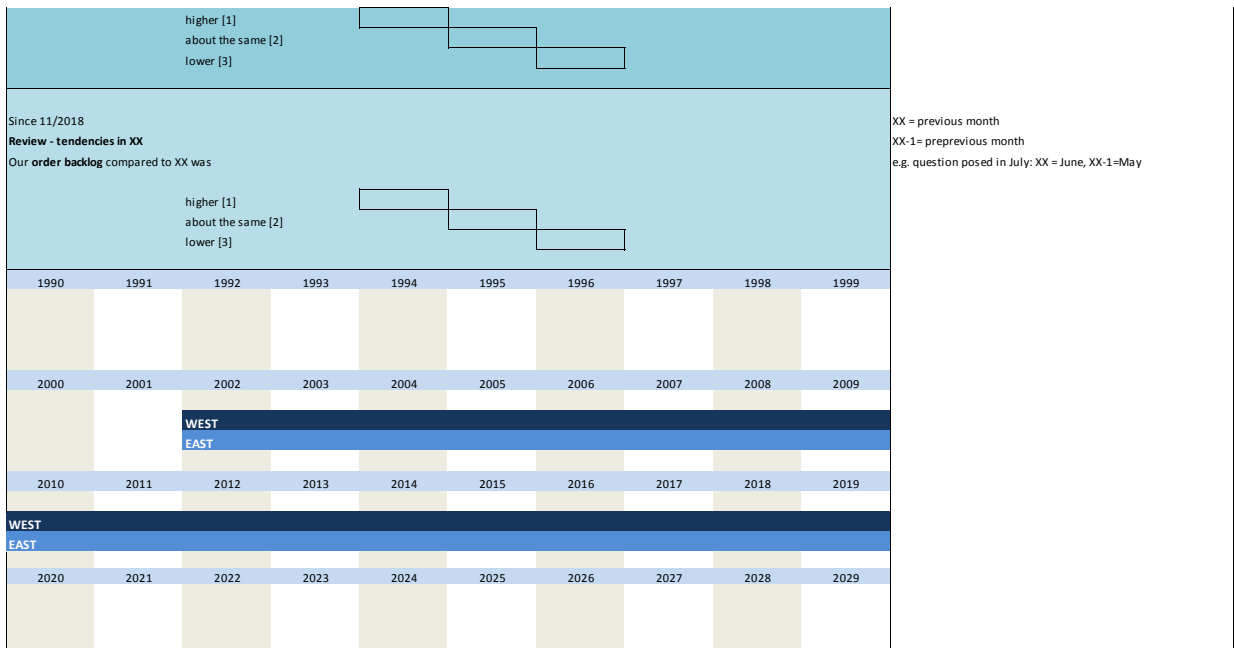 higher [1]
about the same [2]
lower [3]
Since 11/2018
XX = previous month
Review - tendencies in XX
XX-1= preprevious month
Our order backlog compared to XX was
e.g. question posed in July: XX = June, XX-1=May
higher [1]
about the same [2]
lower [3]
1990 1991 1992 1993 1994 1995 1996 1997 1998 1999
2000 2001 2002 2003 2004 2005 2006 2007 2008 2009
WEST
EAST
2010 2011 2012 2013 2014 2015 2016 2017 2018 2019
WEST
EAST
2020 2021 2022 2023 2024 2025 2026 2027 2028 2029